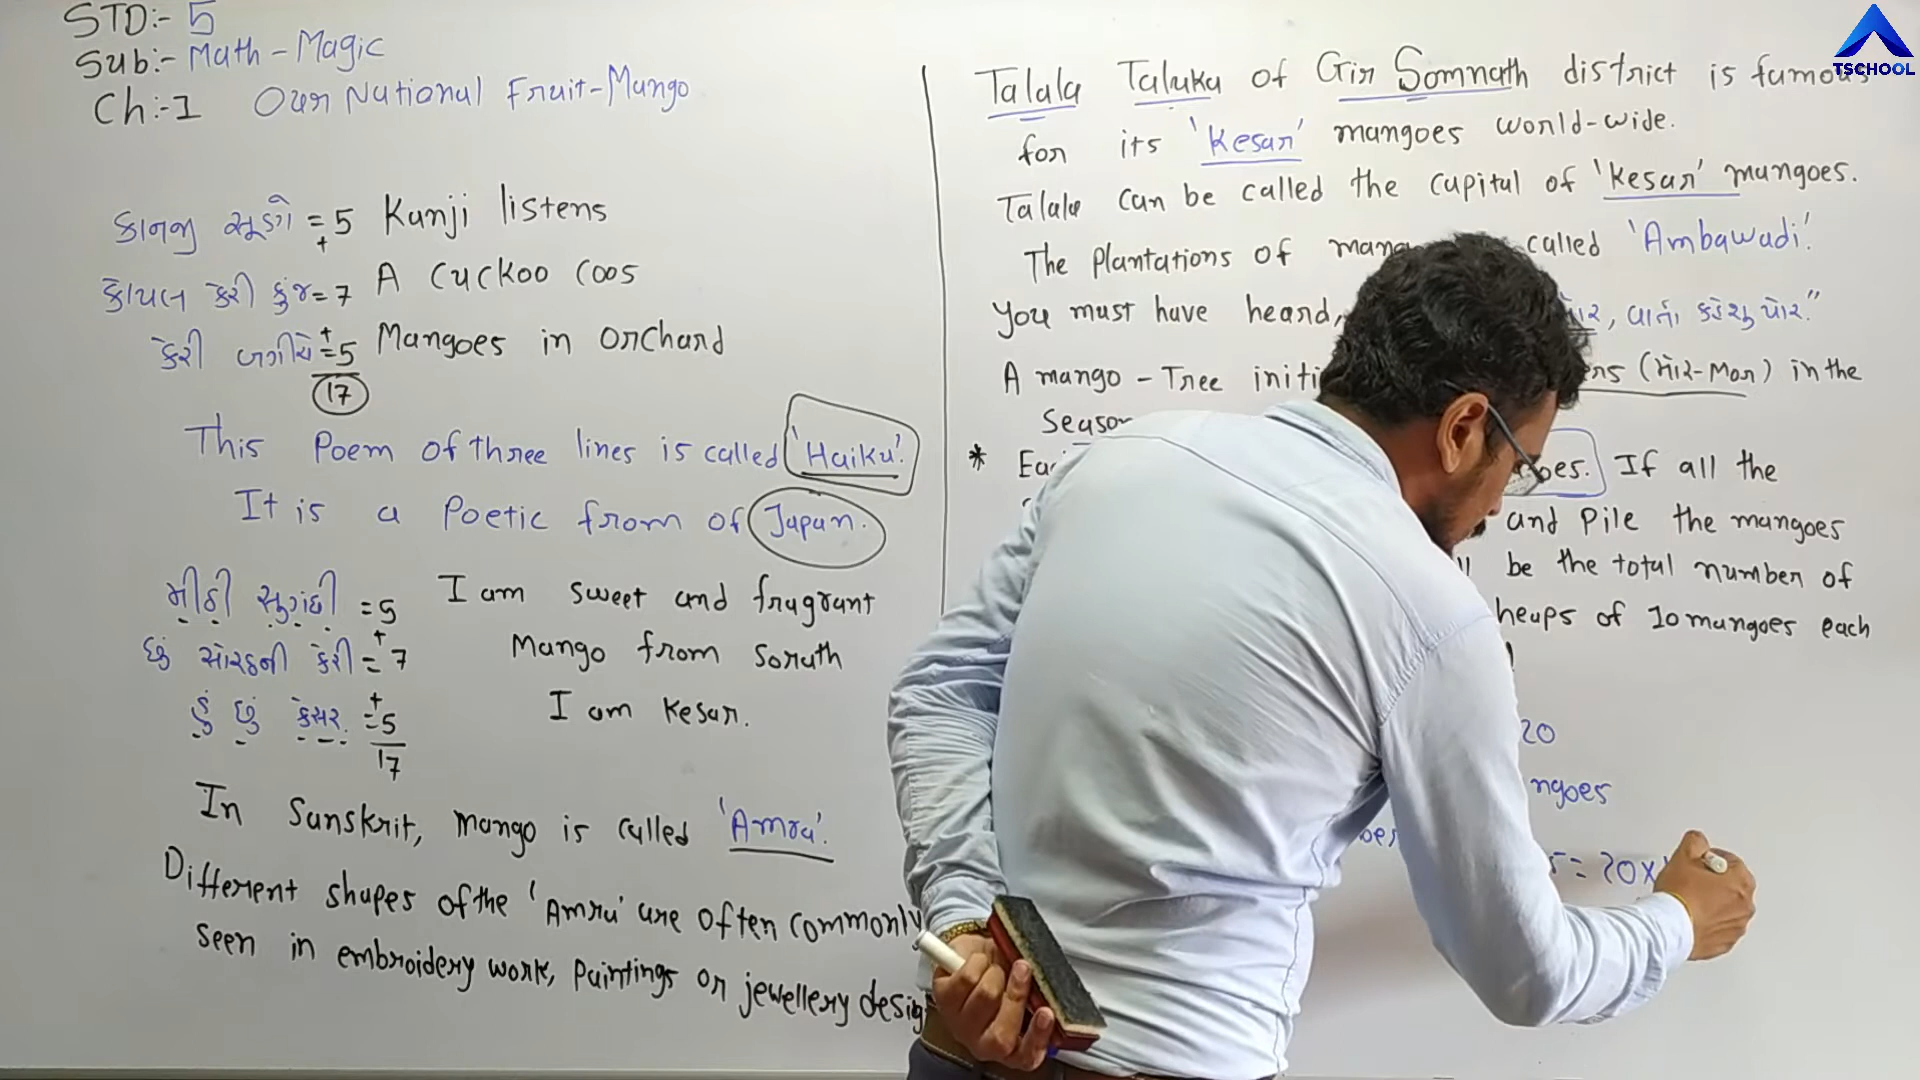 STD:- 5
Sub:- Math-Magic
Ch:-1 Our National Fruit-Mango
કાનજી સૂણે = 5 Kanji listens
+
કોયલ કેરી કુંજ = 7 A cuckoo coos
+
કેરી બગીચે = 5 Mangoes in orchard
17
This Poem of three lines is called 'Haiku'.
It is a Poetic from of Japan.
મીઠી સુગંધી = 5 I am sweet and fragrant
+
છું સોરઠની કેરી = 7 Mango from Sorath
+
હું છું કેસર. = 5 I am Kesar.
17
In Sanskrit, mango is called 'Amra'.
Different shapes of the 'Amra' are often commonly
seen in embroidery work, Paintings or jewellery desig
TSCHOOL
Talala Taluka of Gir Somnath district is famous
for its 'Kesar' mangoes world-wide.
Talala can be called the capital of 'Kesar' mangoes.
The Plantations of called 'Ambawadi'.
You must have heard,
A mango-Tree (મોર-Mor) in the
*
If all the
and Pile the mangoes
be the total number of
heaps of 10 mangoes each
20
ngoes
= 20x